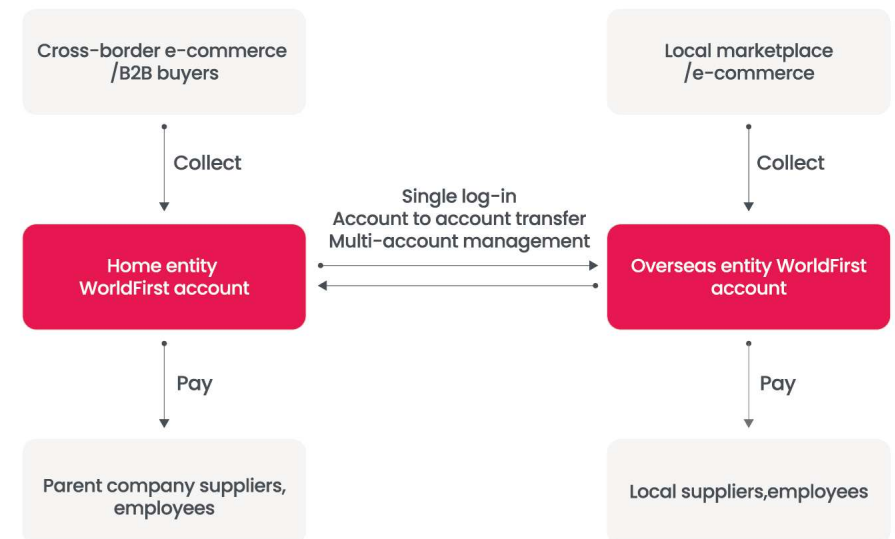 Cross-border e-commerce
/B2B buyers
Local marketplace
/e-commerce
Collect
Collect
Single log-in
Account to account transfer
Multi-account management
Home entity
WorldFirst account
Overseas entity WorldFirst
account
Pay
Pay
Parent company suppliers,
employees
Local suppliers,employees